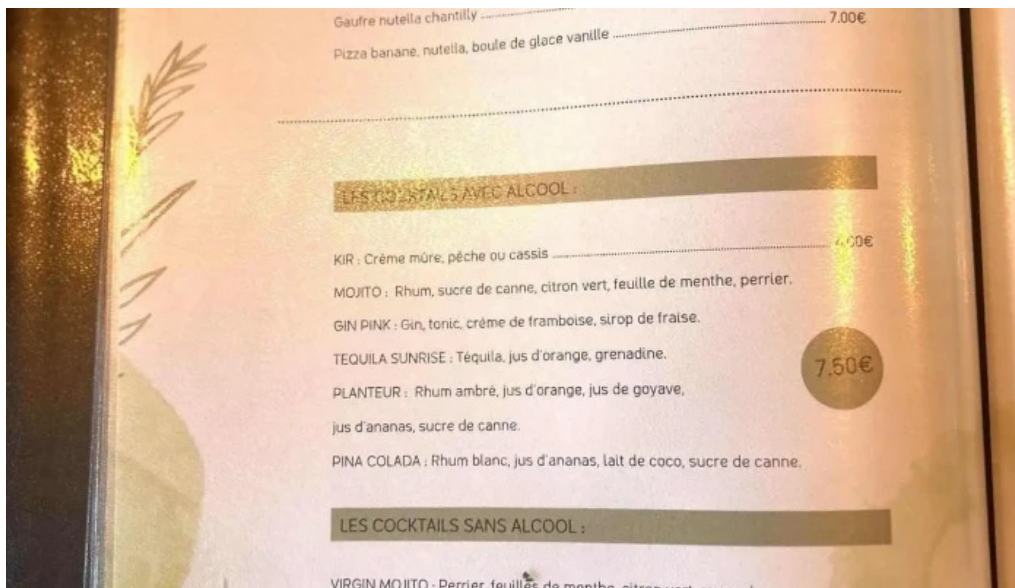 Gaufre nutella chantilly
Pizza banane, nutella, boule de glace vanille 7.00€
LES COCKTAILS AVEC ALCOOL :
KIR : Crème mûre, pêche ou cassis
MOJITO : Rhum, sucre de canne, citron vert, feuille de menthe, perrier.
GIN PINK : Gin, tonic, crème de framboise, sirop de fraise.
TEQUILA SUNRISE : Téquila, jus d'orange, grenadine.
7.50€
PLANTEUR : Rhum ambré, jus d'orange, jus de goyave,
jus d'ananas, sucre de canne.
PINA COLADA : Rhum blanc, jus d'ananas, lait de coco, sucre de canne.
LES COCKTAILS SANS ALCOOL :
VIRGIN MOJITO : Perrier, feuilles de menthe, citron vert,